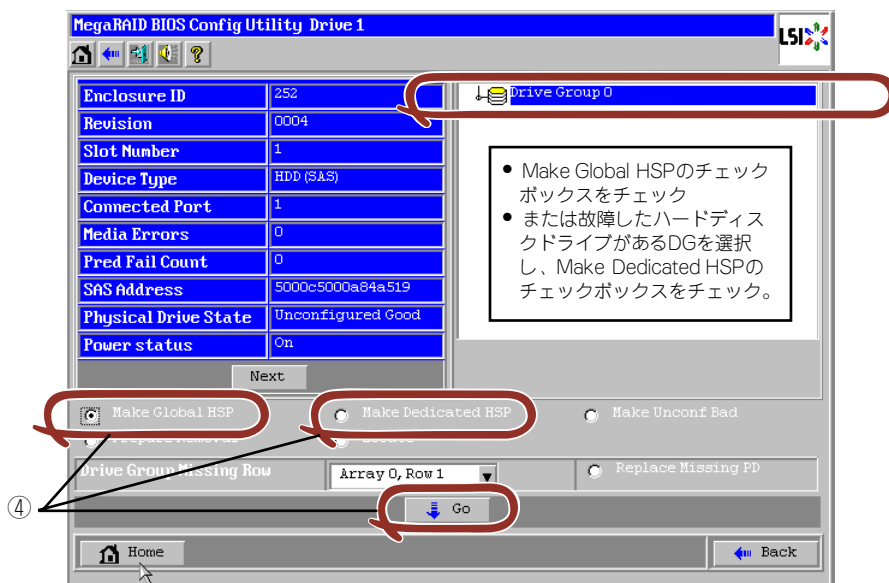 MegaRAID BIOS Config Utility Drive 1
LSI
Enclosure ID 252
Revision 0004
Slot Number 1
Device Type HDD (SAS)
Connected Port 1
Media Errors 0
Pred Fail Count 0
SAS Address 5000c5000a84a519
Physical Drive State Unconfigured Good
Power status On
Next
Drive Group 0
• Make Global HSPのチェック
ボックスをチェック
• または故障したハードディス
クドライブがあるDGを選択
し、Make Dedicated HSPの
チェックボックスをチェック。
Make Global HSP Make Dedicated HSP Make Unconf Bad
Prepare Removal Locate
Drive Group Missing Row Array 0, Row 1 Replace Missing PD
④
Go
Home Back